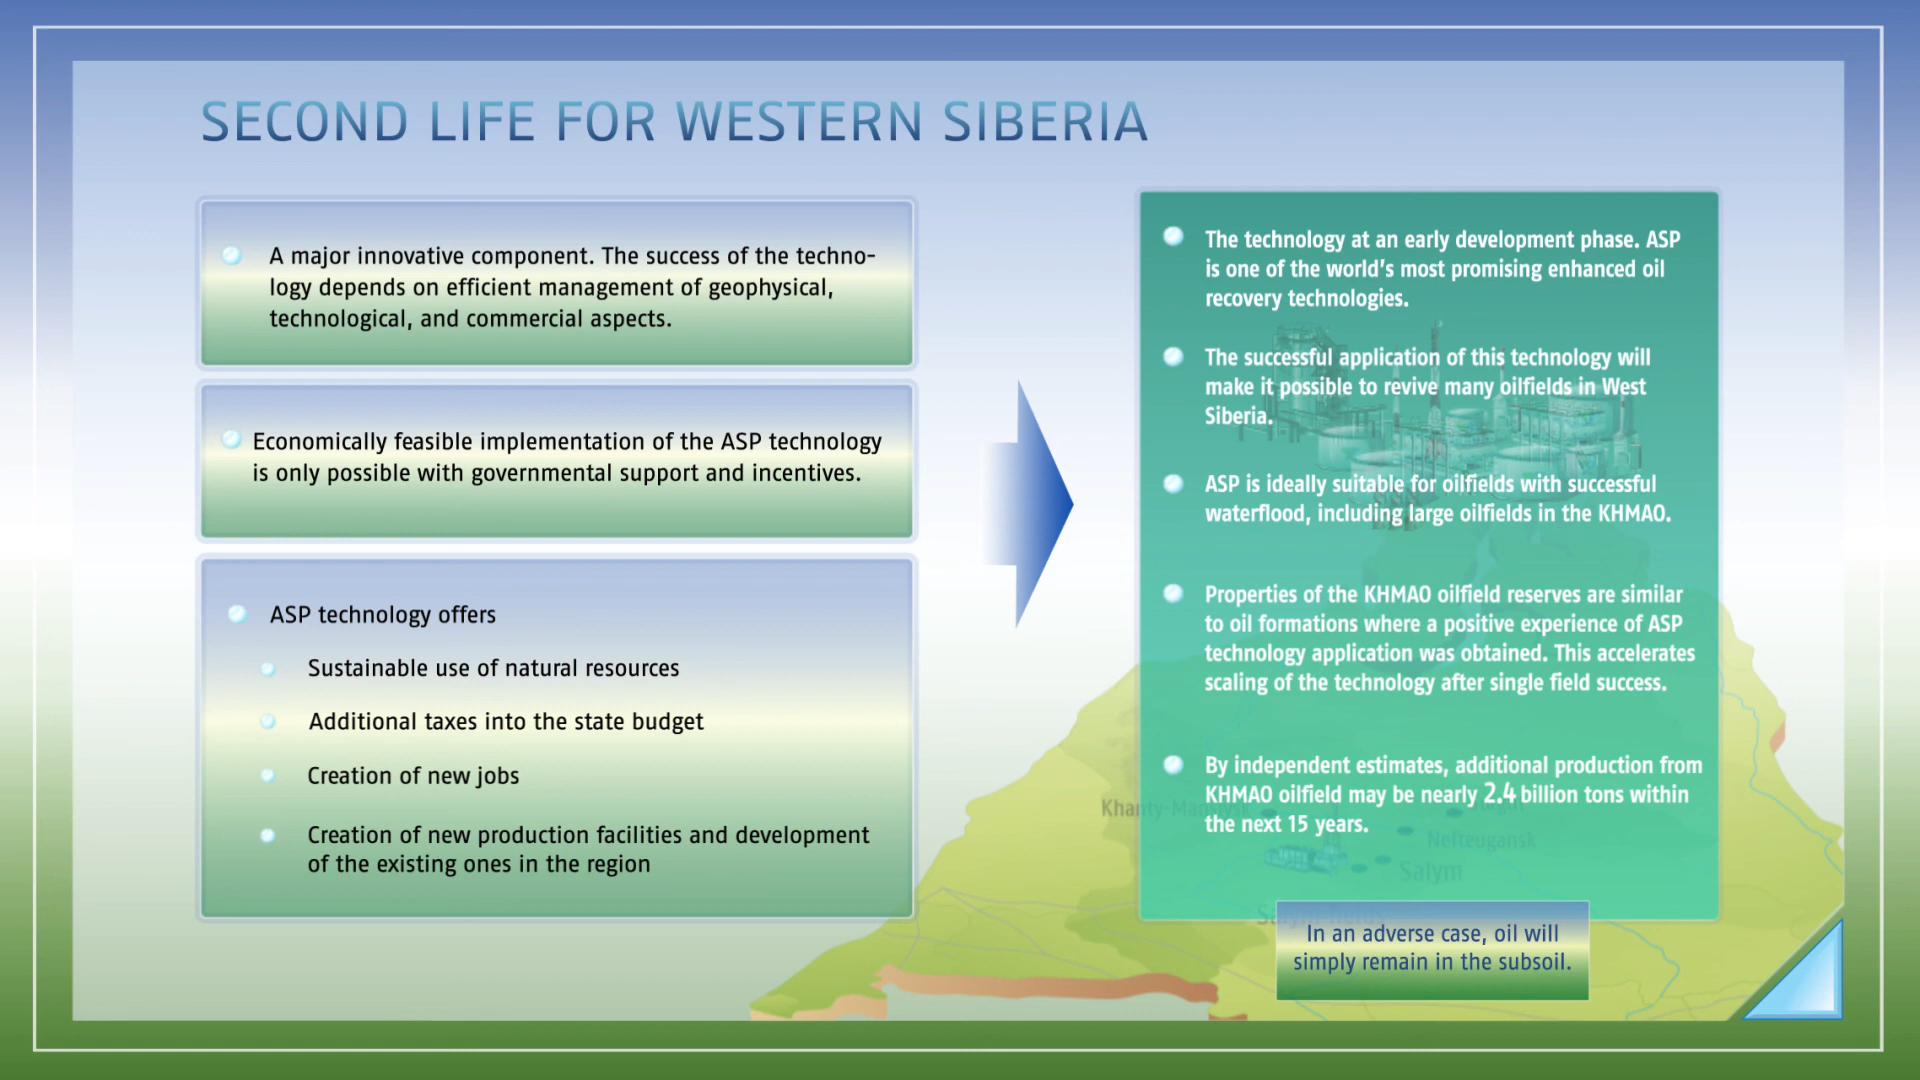 SECOND LIFE FOR WESTERN SIBERIA
A major innovative component. The success of the techno-
logy depends on efficient management of geophysical,
technological, and commercial aspects.
Economically feasible implementation of the ASP technology
is only possible with governmental support and incentives.
ASP technology offers
Sustainable use of natural resources
Additional taxes into the state budget
Creation of new jobs
Creation of new production facilities and development
of the existing ones in the region
The technology at an early development phase. ASP
is one of the world's most promising enhanced oil
recovery technologies.
The successful application of this technology will
make it possible to revive many oilfields in West
Siberia.
ASP is ideally suitable for oilfields with successful
waterflood, including large oilfields in the KHMAO.
Properties of the KHMAO oilfield reserves are similar
to oil formations where a positive experience of ASP
technology application was obtained. This accelerates
scaling of the technology after single field success.
By independent estimates, additional production from
KHMAO oilfield may be nearly 2,4 billion tons within
the next 15 years.
Khanty-Mansiysk
Nefteugansk
Salym
In an adverse case, oil will
simply remain in the subsoil.